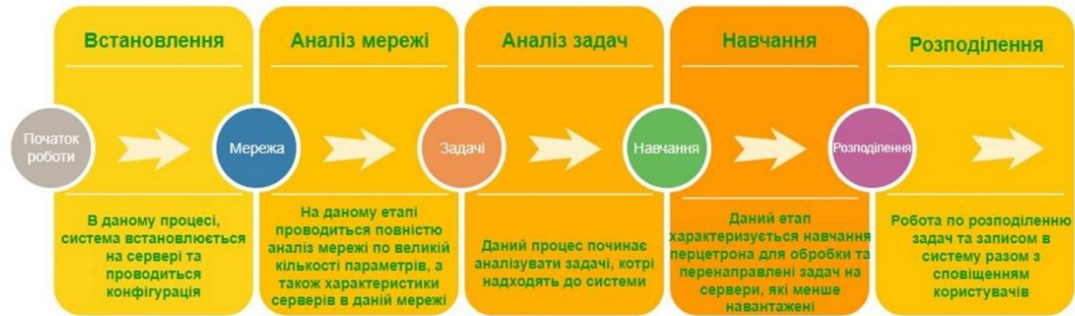 Встановлення
Аналіз мережі
Аналіз задач
Навчання
Розподілення
Початок
роботи
Мережа
Задачі
Навчання
Розподілення
В даному процесі,
система встановлюється
на сервері та
проводиться
конфігурація
На даному етапі
проводиться повністю
аналіз мережі по великій
кількості параметрів, а
також характеристики
серверів в даній мережі
Даний процес починає
аналізувати задачі, котрі
надходять до системи
Даний етап
характеризується навчання
перцетрона для обробки та
перенаправлені задач на
сервери, які менше
навантажені
Робота по розподіленню
задач та записом в
систему разом з
сповіщенням
користувачів